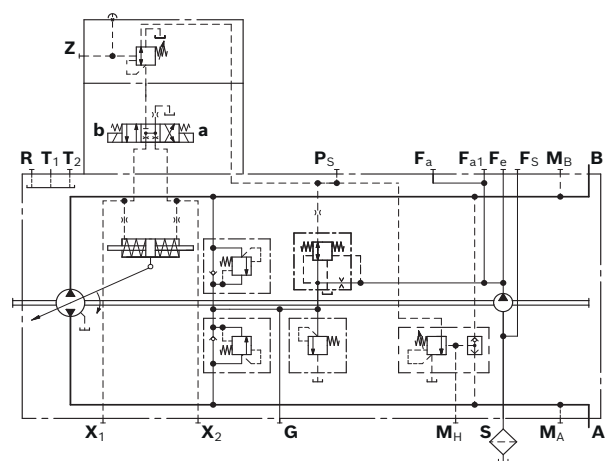 Z
b a
R T1 T2 PS Fa Fa1 Fe FS MB B
X1 X2 G MH S MA A